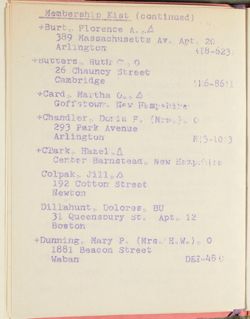 Membership List (continued)
+Burt, Florence A., △
389 Massachusetts Av. Apt. 20
Arlington
+Butters, Ruth C., O
26 Chauncy Street
Cambridge
+Card, Martha G., △
Goffstown, New Hampshire
+Chandler, Doris F. (Mrs.), O
293 Park Avenue
Arlington
+Clark, Hazel, △
Center Barnstead, New Hampshire
Colpak, Jill, △
192 Cotton Street
Newton
Dillahunt, Dolores, BU
31 Queensbury St. Apt. 12
Boston
+Dunning, Mary P. (Mrs. H.W.), O
1881 Beacon Street
Waban